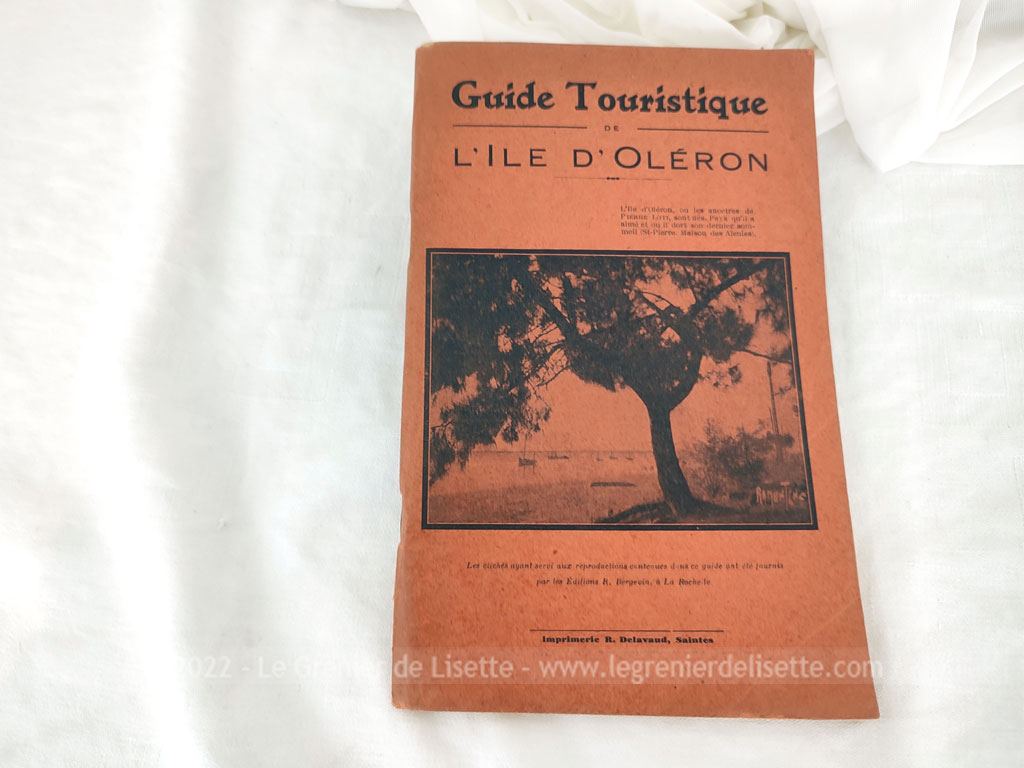 Guide Touristique
DE
L'ILE D'OLÉRON
L'Ile d'Oléron, où les ancêtres de
PIERRE LOTI, sont nés. Pays qu'il a
aimé et où il dort son dernier som-
meil (St-Pierre. Maison des Aïeules).
RAMUNTCHO
Les clichés ayant servi aux reproductions contenues dans ce guide ont été fournis
par les Éditions R. Bergevin, à La Rochelle
Imprimerie R. Delavaud, Saintes
2022 - Le Grenier de Lisette - www.legrenierdelisette.com